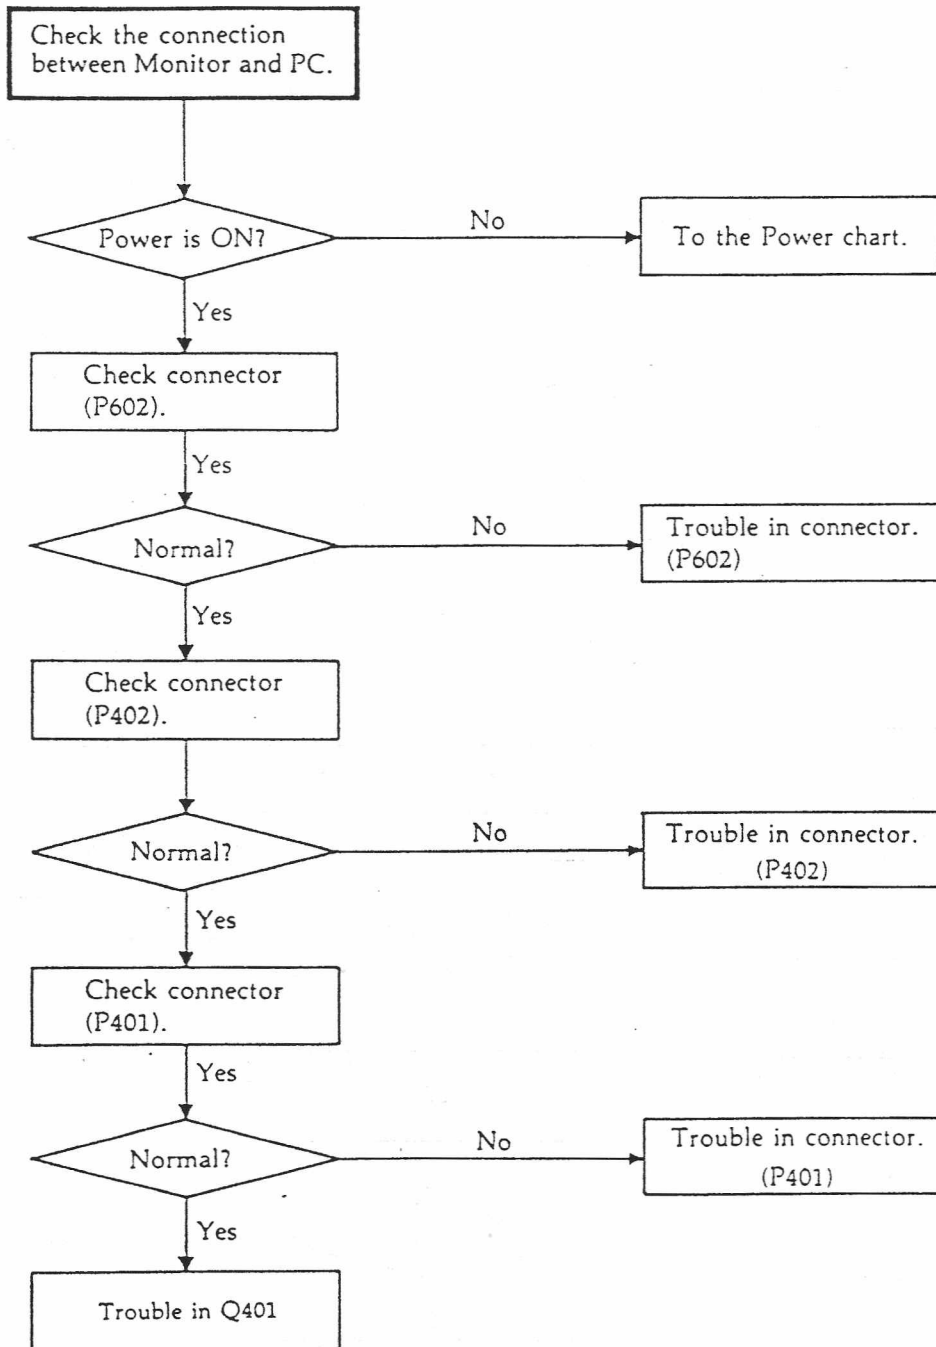 Check the connection
between Monitor and PC.
Power is ON?
No
To the Power chart.
Yes
Check connector
(P602).
Yes
Normal?
No
Trouble in connector.
(P602)
Yes
Check connector
(P402).
Normal?
No
Trouble in connector.
(P402)
Yes
Check connector
(P401).
Yes
Normal?
No
Trouble in connector.
(P401)
Yes
Trouble in Q401